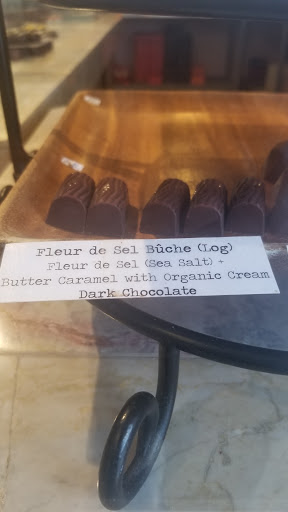 Fleur de Sel Bûche (Log)
Fleur de Sel (Sea Salt) +
Butter Caramel with Organic Cream
Dark Chocolate